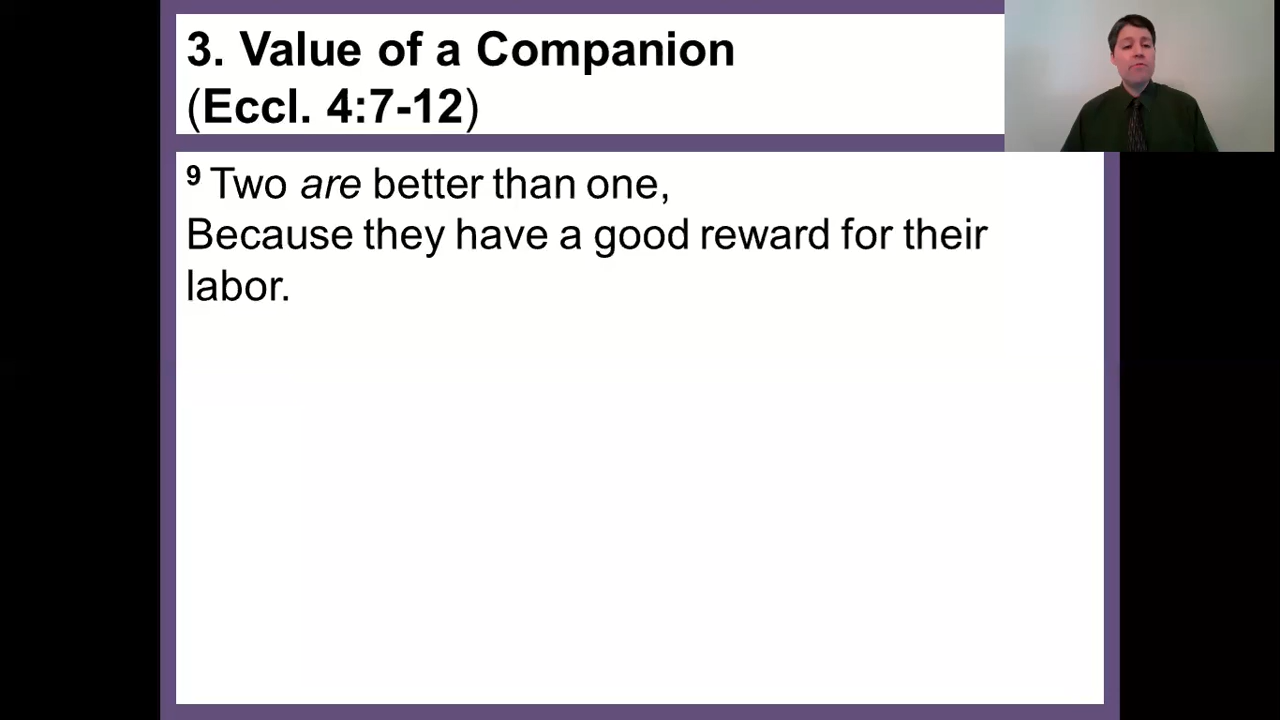 3. Value of a Companion
(Eccl. 4:7-12)
9 Two are better than one,
Because they have a good reward for their
labor.